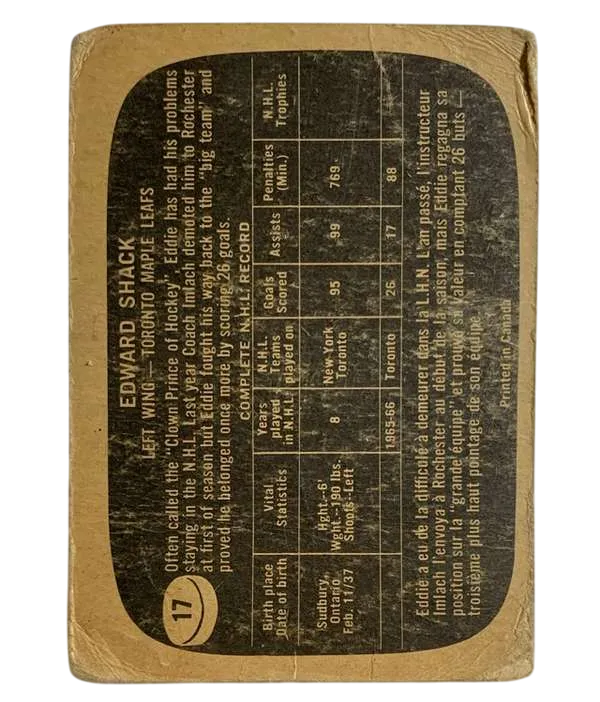 EDWARD SHACK
LEFT WING — TORONTO MAPLE LEAFS
17
Often called the "Clown Prince of Hockey", Eddie has had his problems
staying in the N.H.L. Last year Coach Imlach demoted him to Rochester
at first of season but Eddie fought his way back to the "big team" and
proved he belonged once more by scoring 26 goals.
COMPLETE N.H.L. RECORD
Birth place Date of birth | Vital Statistics | Years played in N.H.L. | N.H.L. Teams played on | Goals Scored | Assists | Penalties (Min.) | N.H.L. Trophies
Sudbury, Ontario Feb. 11/37 | Hght.-6' Wght.-190 lbs. Shoots-Left | 8 | New-York Toronto | 95 | 99 | 769
1965-66 | Toronto | 26 | 17 | 88
Eddie a eu de la difficulé à demeurer dans la L.H.N. L'an passé, l'instructeur
Imlach l'envoya à Rochester au début de la saison, mais Eddie regagna sa
position sur la "grande équipe" et prouva sa valeur en comptant 26 buts —
troisième plus haut pointage de son équipe.
Printed in Canada